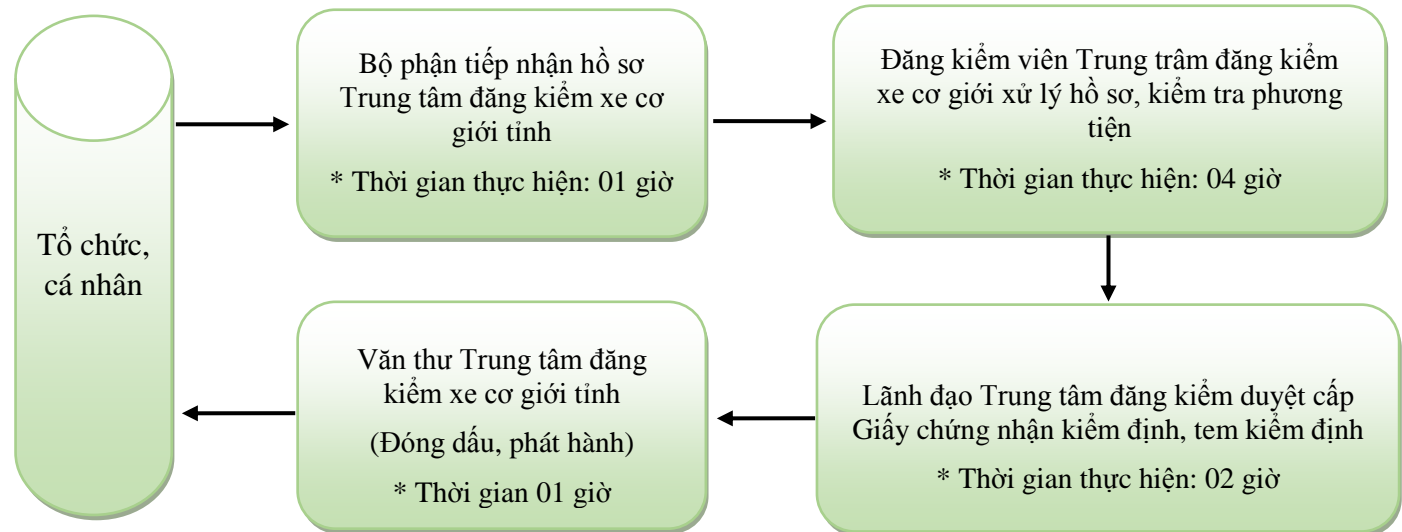 Tổ chức,
cá nhân
Bộ phận tiếp nhận hồ sơ
Trung tâm đăng kiểm xe cơ
giới tỉnh
* Thời gian thực hiện: 01 giờ
Đăng kiểm viên Trung trâm đăng kiểm
xe cơ giới xử lý hồ sơ, kiểm tra phương
tiện
* Thời gian thực hiện: 04 giờ
Lãnh đạo Trung tâm đăng kiểm duyệt cấp
Giấy chứng nhận kiểm định, tem kiểm định
* Thời gian thực hiện: 02 giờ
Văn thư Trung tâm đăng
kiểm xe cơ giới tỉnh
(Đóng dấu, phát hành)
* Thời gian 01 giờ